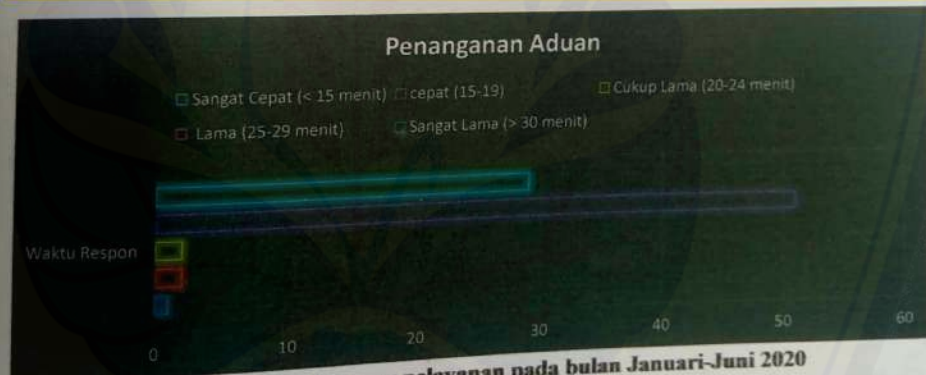 Penanganan Aduan
Sangat Cepat (< 15 menit) cepat (15-19) Cukup Lama (20-24 menit)
Lama (25-29 menit) Sangat Lama (> 30 menit)
Waktu Respon
0 10 20 30 40 50 60
pada bulan Januari-Juni 2020